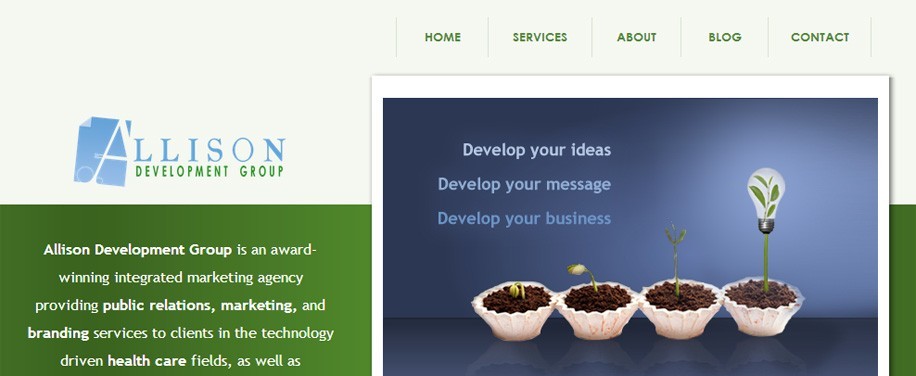 HOME SERVICES ABOUT BLOG CONTACT
ALLISON
DEVELOPMENT GROUP
Develop your ideas
Develop your message
Develop your business
Allison Development Group is an award-
winning integrated marketing agency
providing public relations, marketing, and
branding services to clients in the technology
driven health care fields, as well as